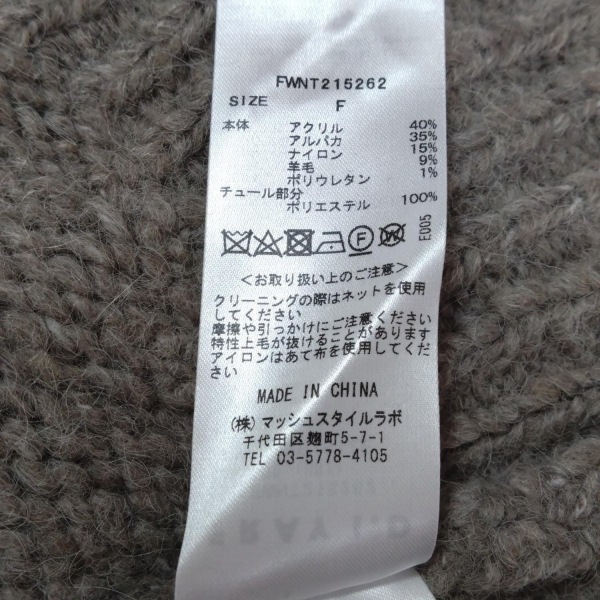 FWNT215262
SIZE F
本体 アクリル 40%
アルパカ 35%
ナイロン 15%
羊毛 9%
ポリウレタン 1%
チュール部分
ポリエステル 100%
F W E005
<お取り扱い上のご注意>
クリーニングの際はネットを使用
してください
摩擦や引っかけにご注意ください
特性上毛が抜けることがあります
アイロンはあて布を使用してくだ
さい
MADE IN CHINA
(株)マッシュスタイルラボ
千代田区麹町5-7-1
TEL 03-5778-4105